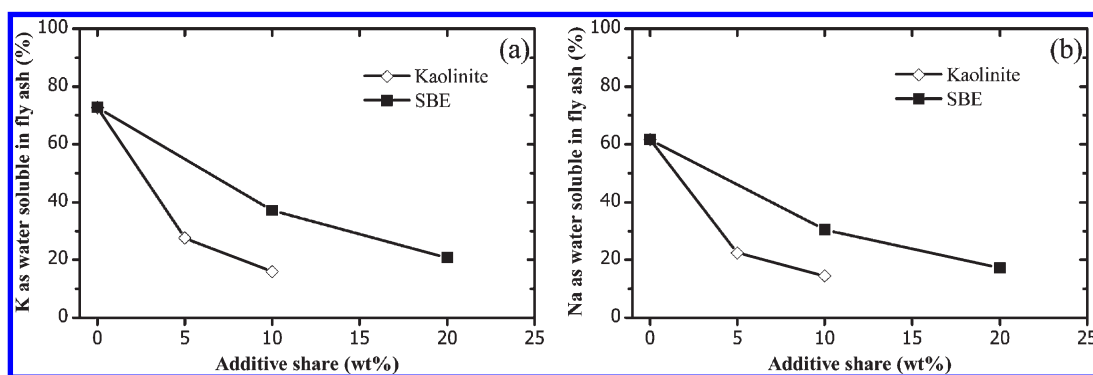 100
80
60
40
20
0
K as water soluble in fly ash (%)
(a)
Kaolinite
SBE
0 5 10 15 20 25
Additive share (wt%)
100
80
60
40
20
0
Na as water soluble in fly ash (%)
(b)
Kaolinite
SBE
0 5 10 15 20 25
Additive share (wt%)